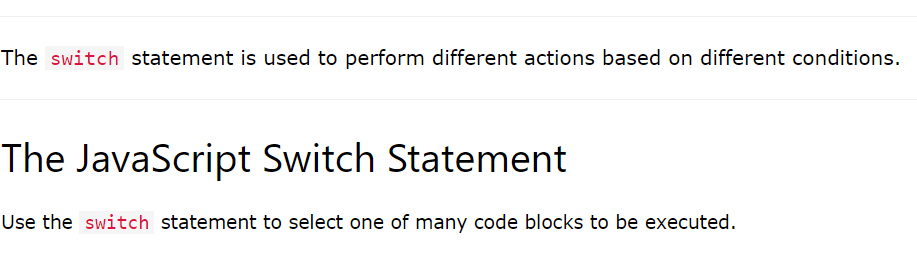 The switch statement is used to perform different actions based on different conditions.
The JavaScript Switch Statement
Use the switch statement to select one of many code blocks to be executed.